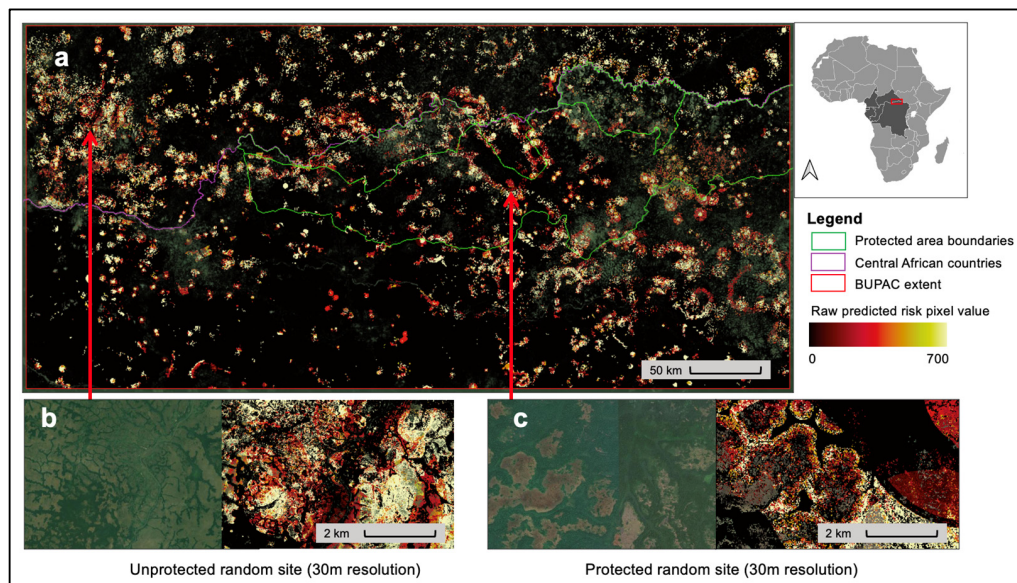 a
Legend
Protected area boundaries
Central African countries
BUPAC extent
Raw predicted risk pixel value
0 700
50 km
b
c
2 km
2 km
Unprotected random site (30m resolution)
Protected random site (30m resolution)